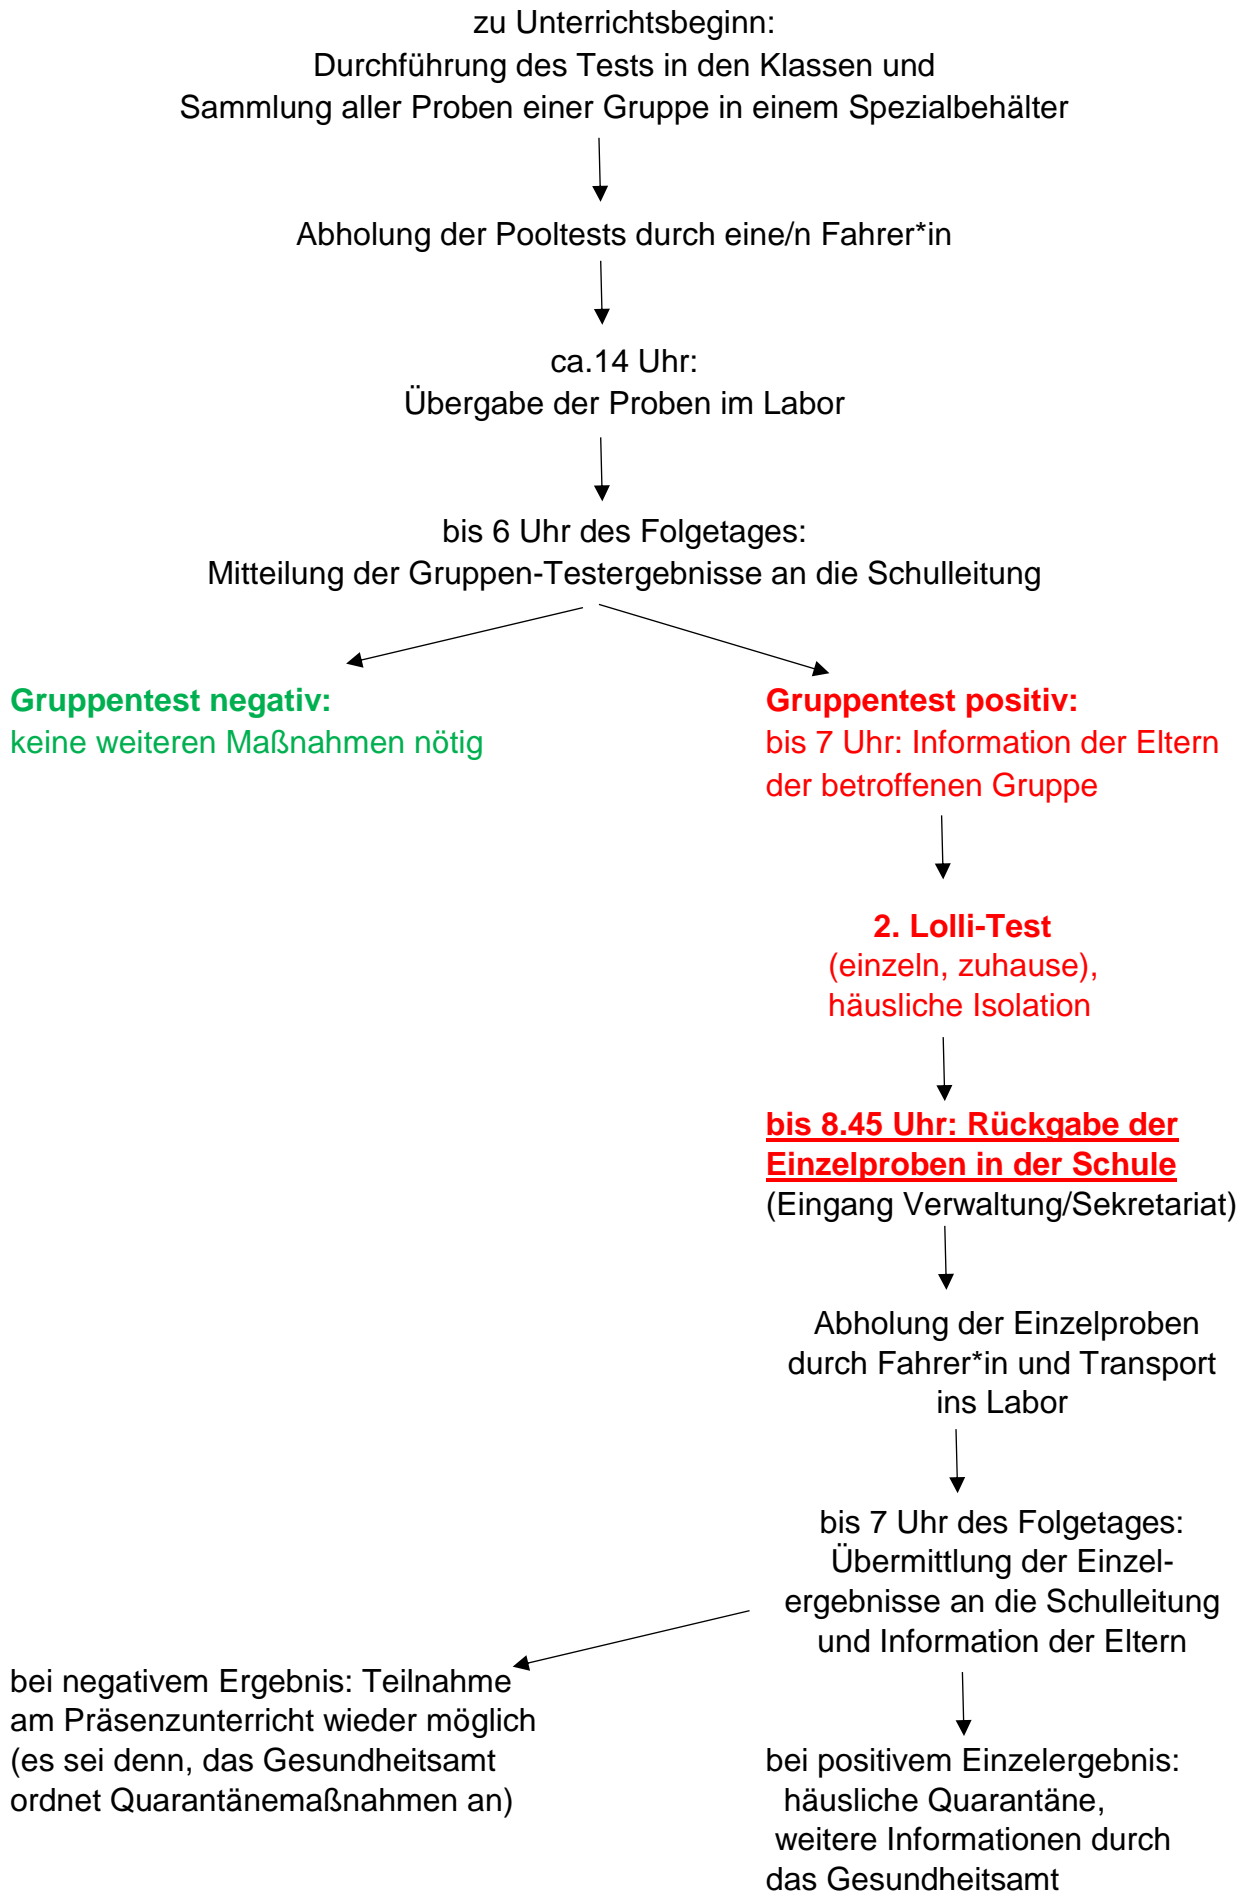 zu Unterrichtsbeginn:
Durchführung des Tests in den Klassen und
Sammlung aller Proben einer Gruppe in einem Spezialbehälter
Abholung der Pooltests durch eine/n Fahrer*in
ca.14 Uhr:
Übergabe der Proben im Labor
bis 6 Uhr des Folgetages:
Mitteilung der Gruppen-Testergebnisse an die Schulleitung
Gruppentest negativ:
keine weiteren Maßnahmen nötig
Gruppentest positiv:
bis 7 Uhr: Information der Eltern
der betroffenen Gruppe
2. Lolli-Test
(einzeln, zuhause),
häusliche Isolation
bis 8.45 Uhr: Rückgabe der
Einzelproben in der Schule
(Eingang Verwaltung/Sekretariat)
Abholung der Einzelproben
durch Fahrer*in und Transport
ins Labor
bis 7 Uhr des Folgetages:
Übermittlung der Einzel-
ergebnisse an die Schulleitung
und Information der Eltern
bei negativem Ergebnis: Teilnahme
am Präsenzunterricht wieder möglich
(es sei denn, das Gesundheitsamt
ordnet Quarantänemaßnahmen an)
bei positivem Einzelergebnis:
häusliche Quarantäne,
weitere Informationen durch
das Gesundheitsamt